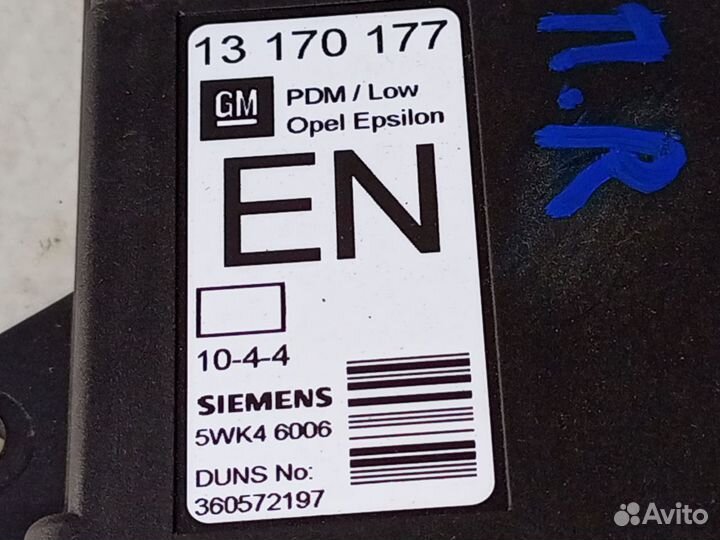 13 170 177
GM
PDM / Low
Opel Epsilon
EN
10-4-4
SIEMENS
5WK4 6006
DUNS No:
360572197
П.R
Avito